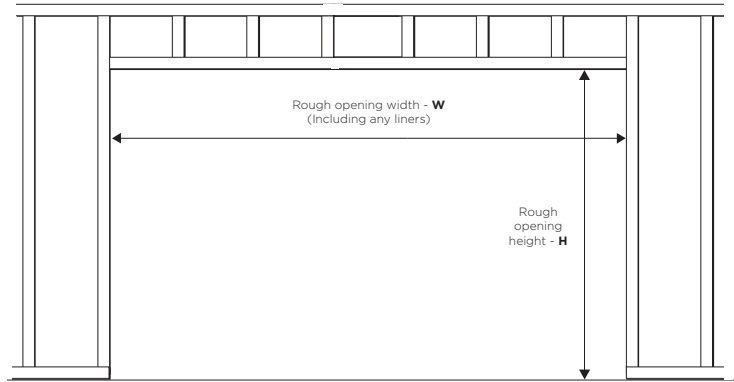 Rough opening width - W
(Including any liners)
Rough
opening
height - H